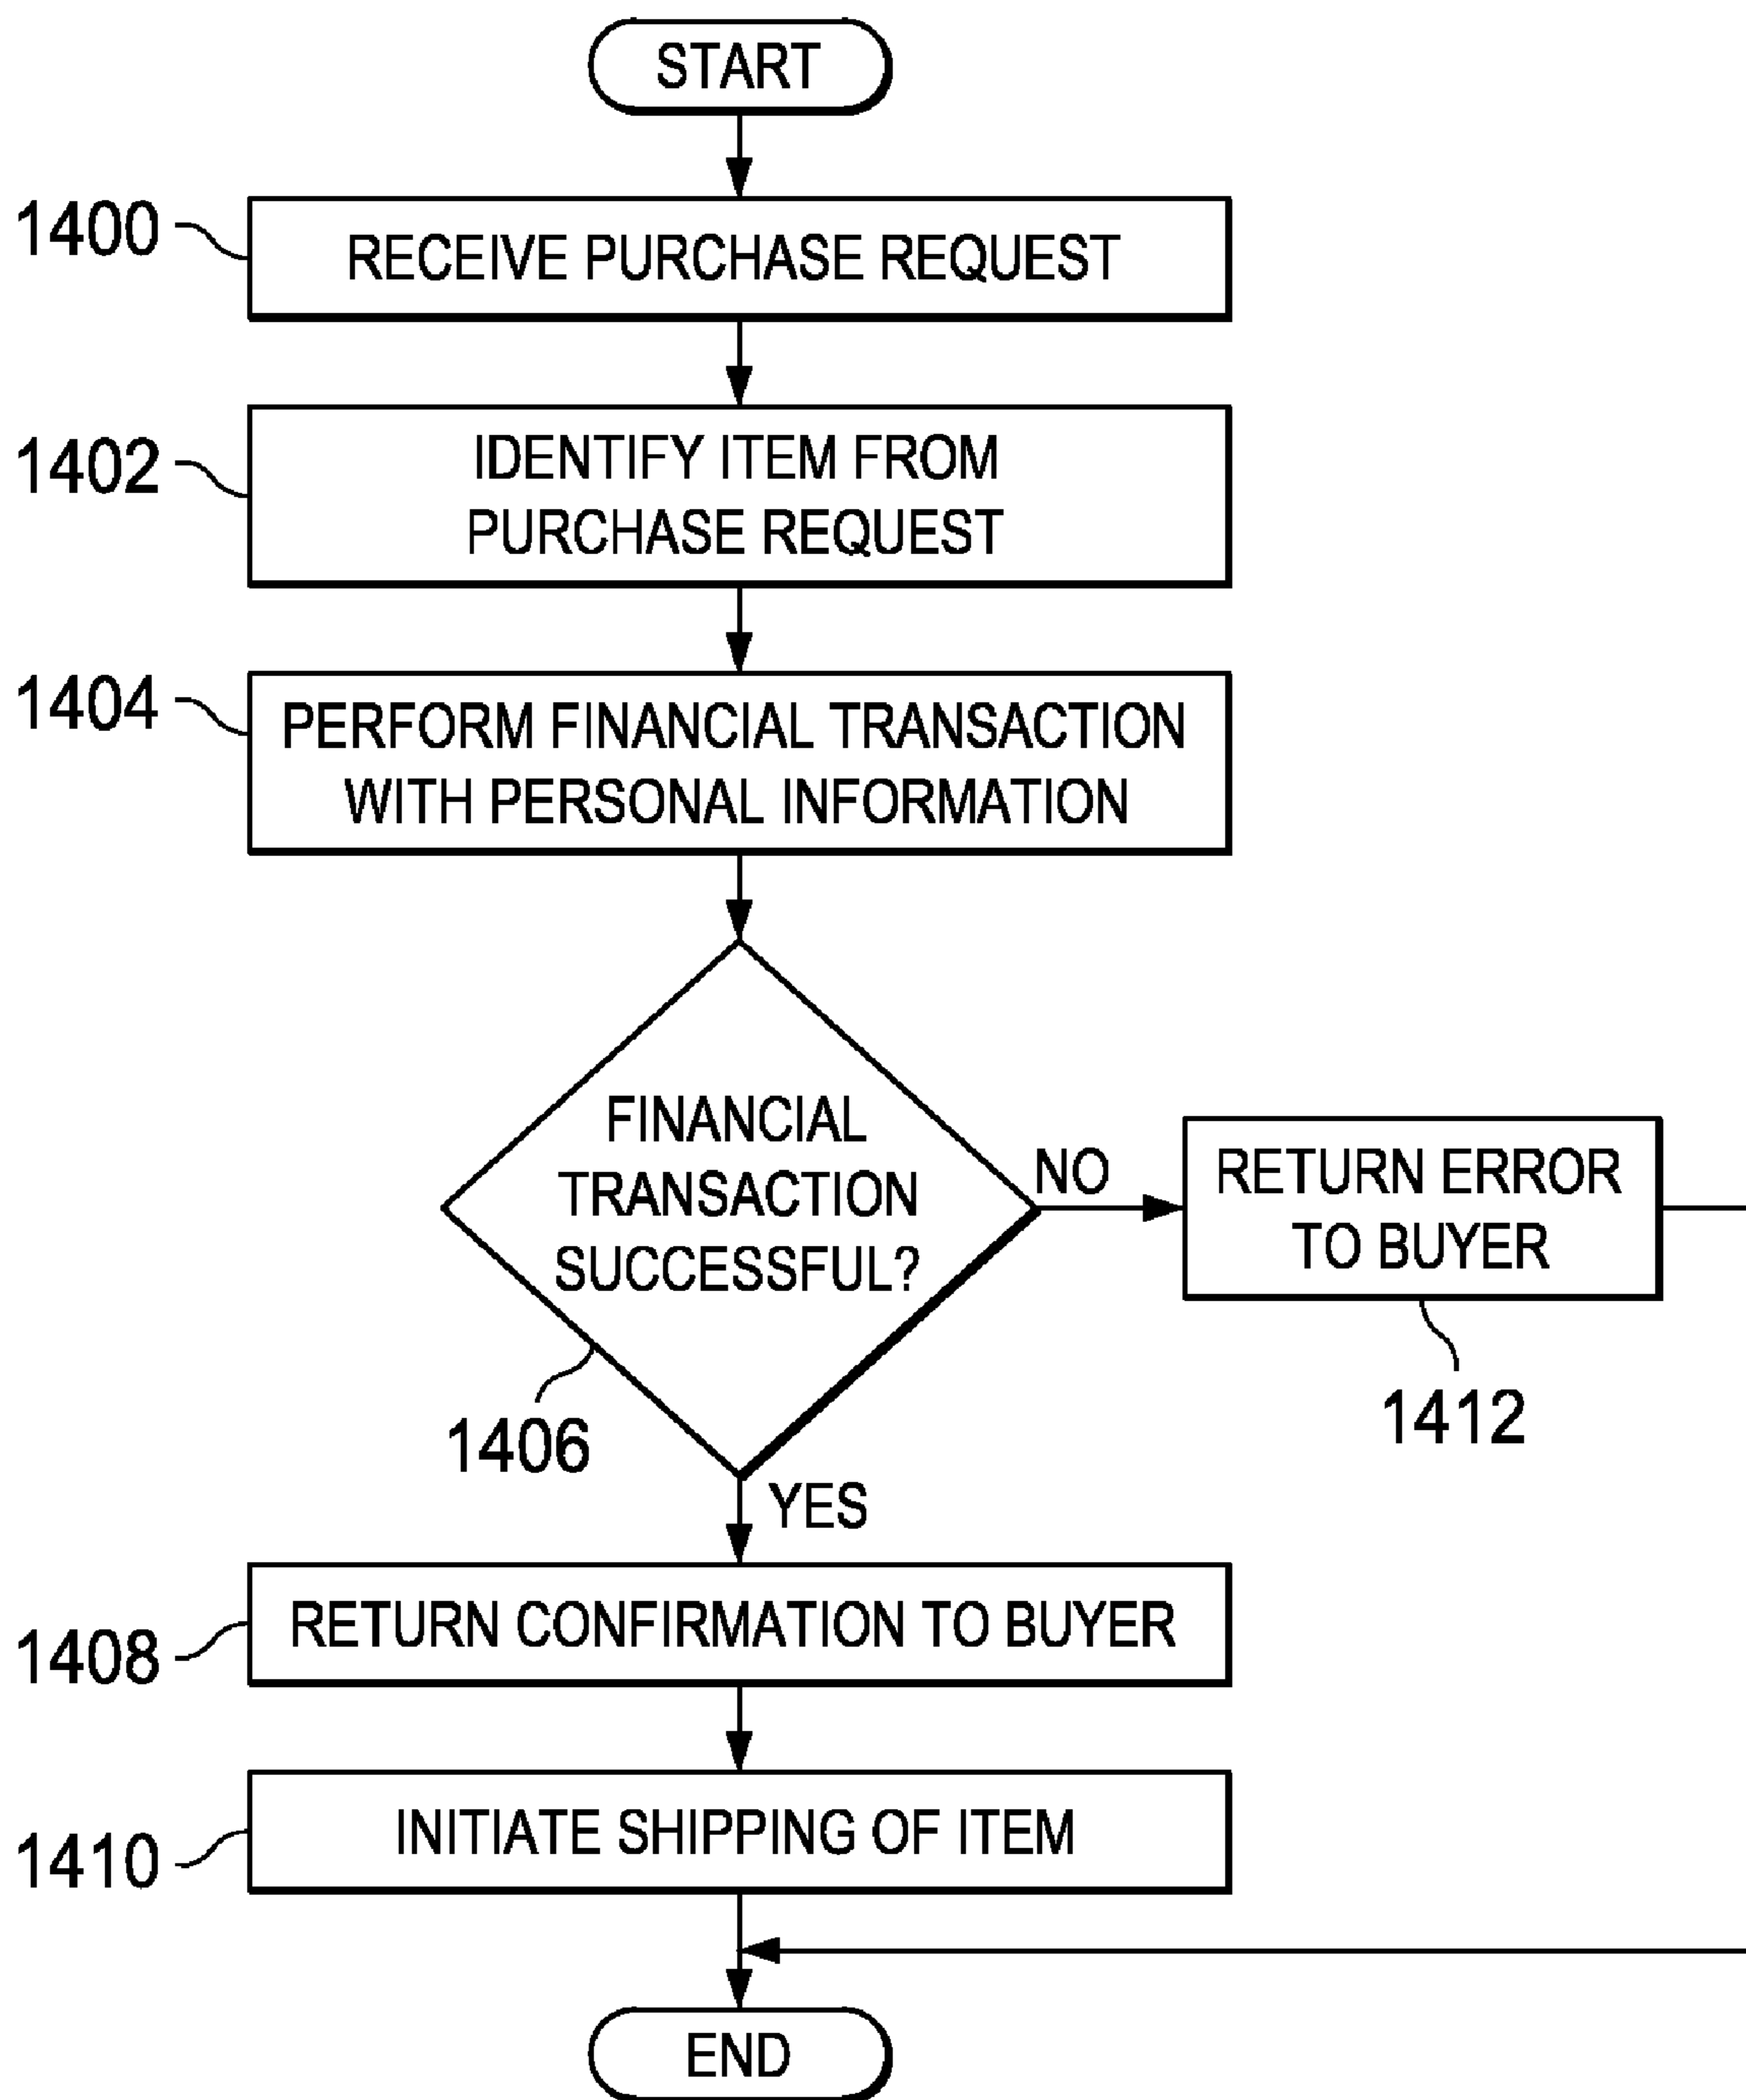 START
1400
RECEIVE PURCHASE REQUEST
1402
IDENTIFY ITEM FROM
PURCHASE REQUEST
1404
PERFORM FINANCIAL TRANSACTION
WITH PERSONAL INFORMATION
FINANCIAL
TRANSACTION
SUCCESSFUL?
1406
NO
RETURN ERROR
TO BUYER
1412
YES
1408
RETURN CONFIRMATION TO BUYER
1410
INITIATE SHIPPING OF ITEM
END